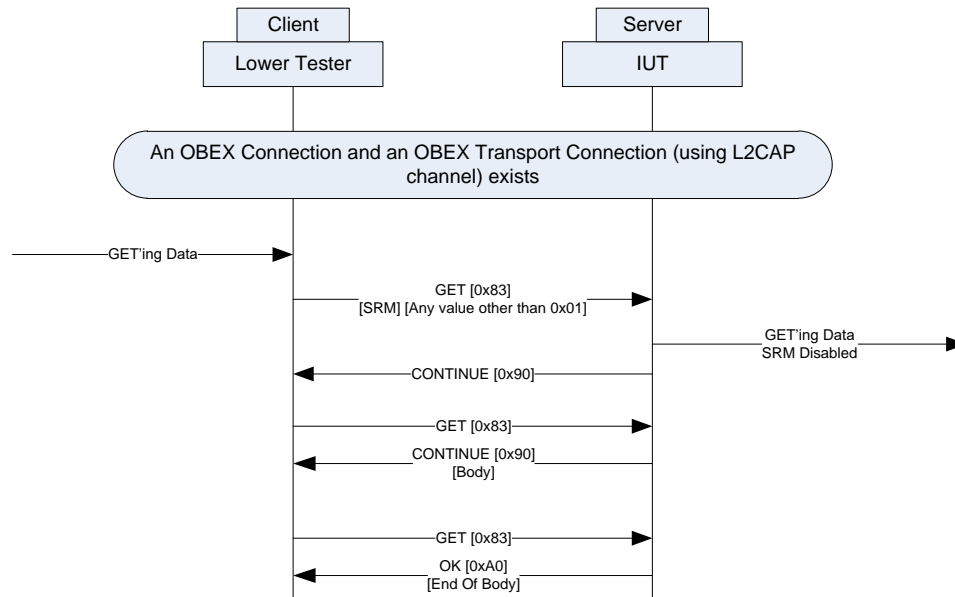 Client
Server
Lower Tester
IUT
An OBEX Connection and an OBEX Transport Connection (using L2CAP
channel) exists
GET'ing Data
GET [0x83]
[SRM] [Any value other than 0x01]
GET'ing Data
SRM Disabled
CONTINUE [0x90]
GET [0x83]
CONTINUE [0x90]
[Body]
GET [0x83]
OK [0xA0]
[End Of Body]